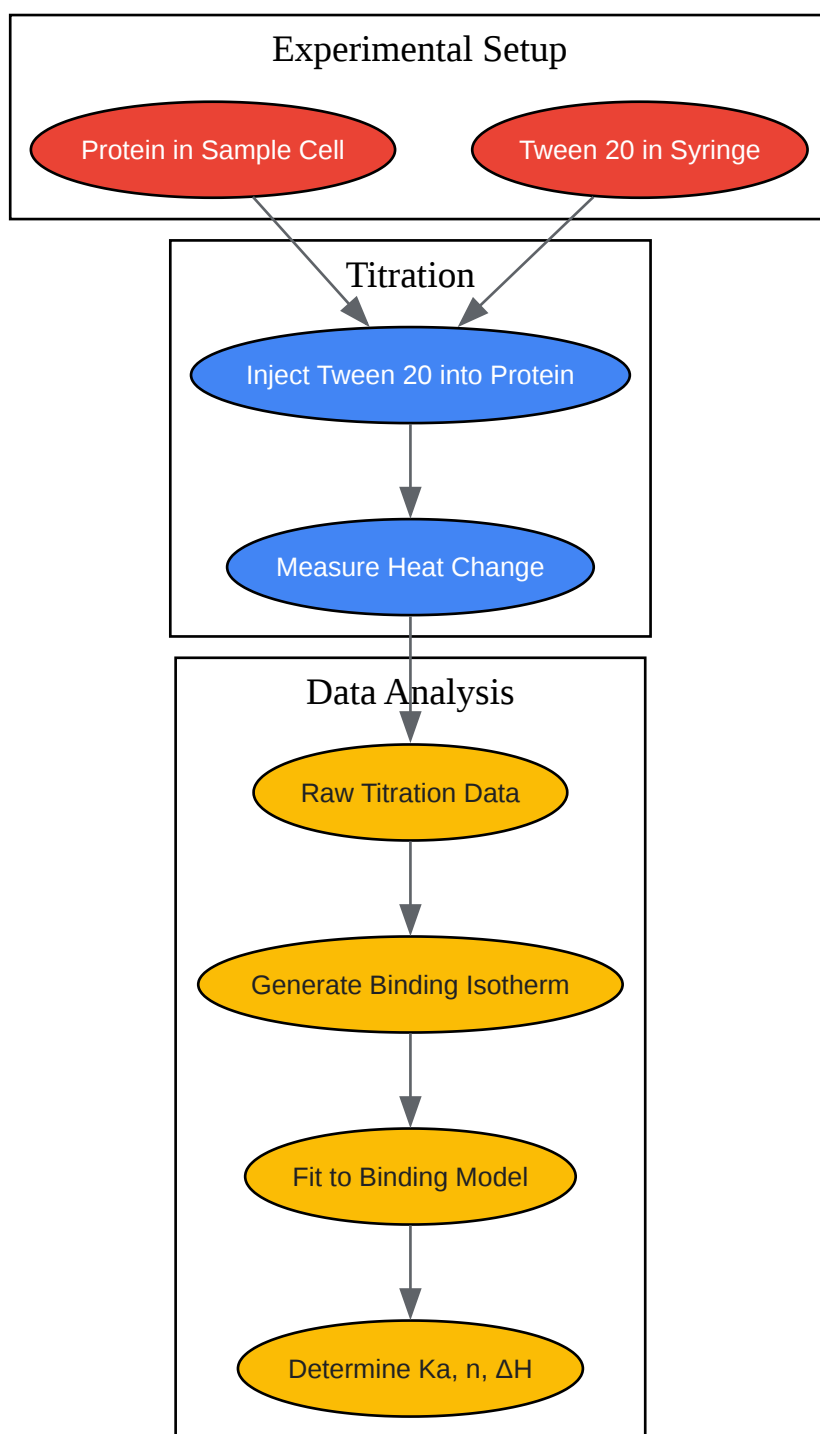 Experimental Setup
Protein in Sample Cell
Tween 20 in Syringe
Titration
Inject Tween 20 into Protein
Measure Heat Change
Data Analysis
Raw Titration Data
Generate Binding Isotherm
Fit to Binding Model
Determine Ka, n, ΔH